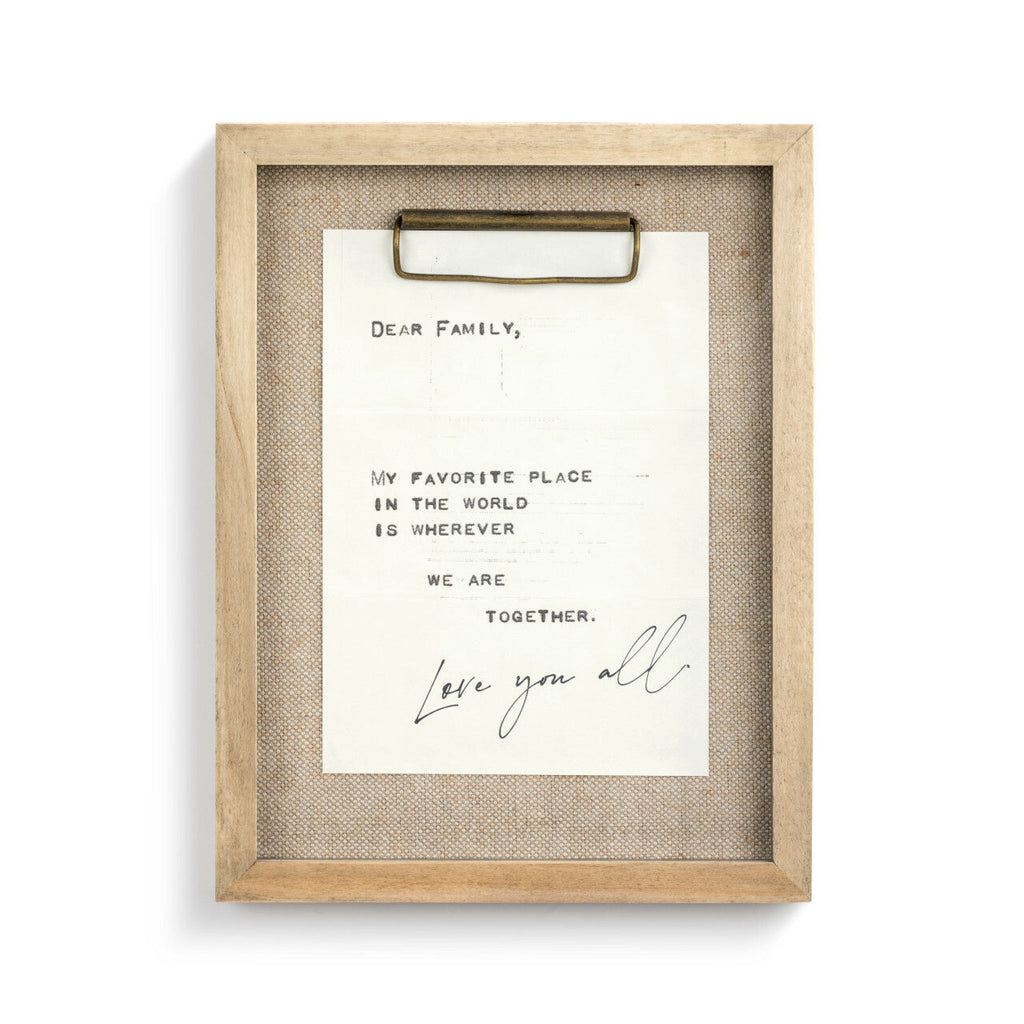 DEAR FAMILY,
MY FAVORITE PLACE
IN THE WORLD
IS WHEREVER
WE ARE
TOGETHER.
Love you all.